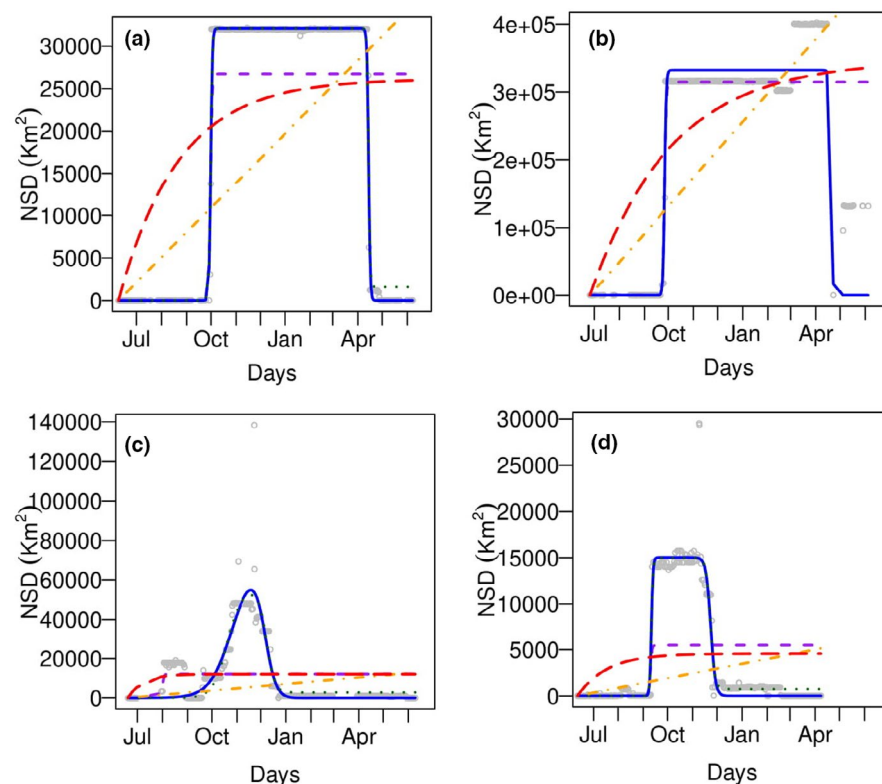 (a)
NSD (Km²)
30000
25000
20000
15000
10000
5000
0
Jul Oct Jan Apr
Days
(b)
NSD (Km²)
4e+05
3e+05
2e+05
1e+05
0e+00
Jul Oct Jan Apr
Days
(c)
NSD (Km²)
140000
120000
100000
80000
60000
40000
20000
0
Jul Oct Jan Apr
Days
(d)
NSD (Km²)
30000
25000
20000
15000
10000
5000
0
Jul Oct Jan Apr
Days